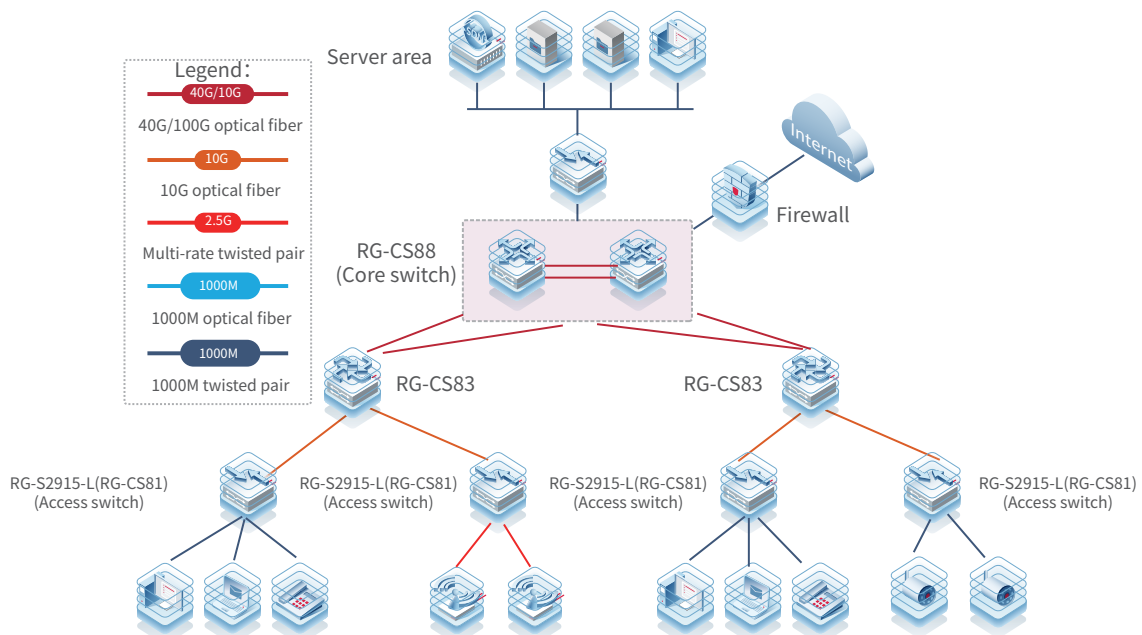 Server area
Legend：
40G/10G
40G/100G optical fiber
10G
10G optical fiber
2.5G
Multi-rate twisted pair
1000M
1000M optical fiber
1000M
1000M twisted pair
Internet
Firewall
RG-CS88
(Core switch)
RG-CS83
RG-CS83
RG-S2915-L(RG-CS81)
(Access switch)
RG-S2915-L(RG-CS81)
(Access switch)
RG-S2915-L(RG-CS81)
(Access switch)
RG-S2915-L(RG-CS81)
(Access switch)